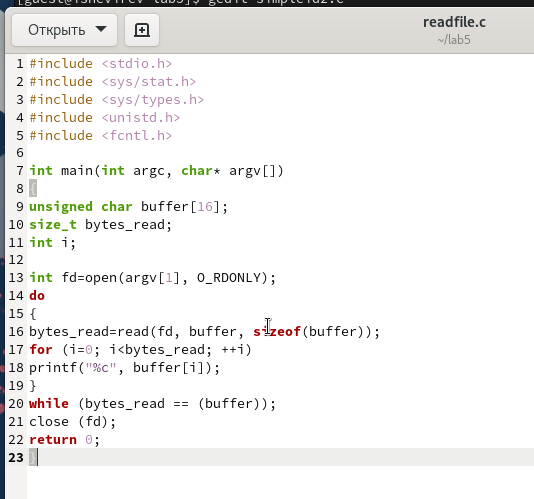 Открыть
readfile.c
~/lab5
1 #include <stdio.h>
2 #include <sys/stat.h>
3 #include <sys/types.h>
4 #include <unistd.h>
5 #include <fcntl.h>
6
7 int main(int argc, char* argv[])
8 {
9 unsigned char buffer[16];
10 size_t bytes_read;
11 int i;
12
13 int fd=open(argv[1], O_RDONLY);
14 do
15 {
16 bytes_read=read(fd, buffer, sizeof(buffer));
17 for (i=0; i<bytes_read; ++i)
18 printf("%c", buffer[i]);
19 }
20 while (bytes_read == (buffer));
21 close (fd);
22 return 0;
23 }